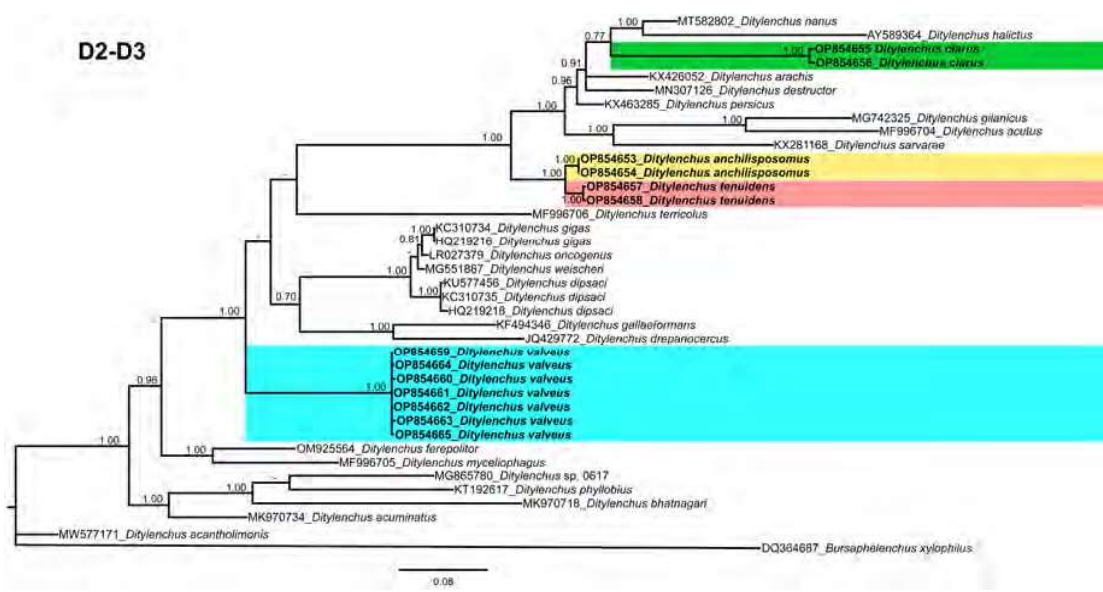 D2-D3
1.00
MT582802_Ditylenchus nanus
0.77
AY589364_Ditylenchus halictus
1.00
OP854655 Ditylenchus clarus
OP854656_Ditylenchus clarus
0.91
KX426052_Ditylenchus arachis
0.96
MN307126_Ditylenchus destructor
KX463285_Ditylenchus persicus
1.00
1.00
MG742325_Ditylenchus gilanicus
MF996704_Ditylenchus aculus
1.00
KX281168_Ditylenchus sarvarae
1.00
1.00
OP854653_Ditylenchus anchilisposomus
OP854654_Ditylenchus anchilisposomus
1.00
OP854657_Ditylenchus tenuidens
1.00
OP854658_Ditylenchus tenuidens
MF996706_Ditylenchus terricolus
1.00
KC310734_Ditylenchus gigas
0.81
HQ219216_Ditylenchus gigas
LR027379_Ditylenchus oncogenus
1.00
MG551867_Ditylenchus weischeri
KU577456_Ditylenchus dipsaci
1.00
KC310735_Ditylenchus dipsaci
HQ219218_Ditylenchus dipsaci
0.70
1.00
KF494346_Ditylenchus gallaeformans
1.00
JQ429772_Ditylenchus drepanocercus
OP854659_Ditylenchus valveus
OP854664_Ditylenchus valveus
OP854660_Ditylenchus valveus
1.00
OP854661_Ditylenchus valveus
OP854662_Ditylenchus valveus
OP854663_Ditylenchus valveus
OP854665_Ditylenchus valveus
0.98
1.00
OM925564_Ditylenchus ferepolitor
1.00
MF996705_Ditylenchus myceliophagus
MG865780_Ditylenchus sp. 0617
1.00
KT192617_Ditylenchus phyllobius
1.00
MK970718_Ditylenchus bhatnagari
MK970734_Ditylenchus acuminatus
MW577171_Ditylenchus acantholimonis
DQ364687_Bursaphelenchus xylophilus
0.08